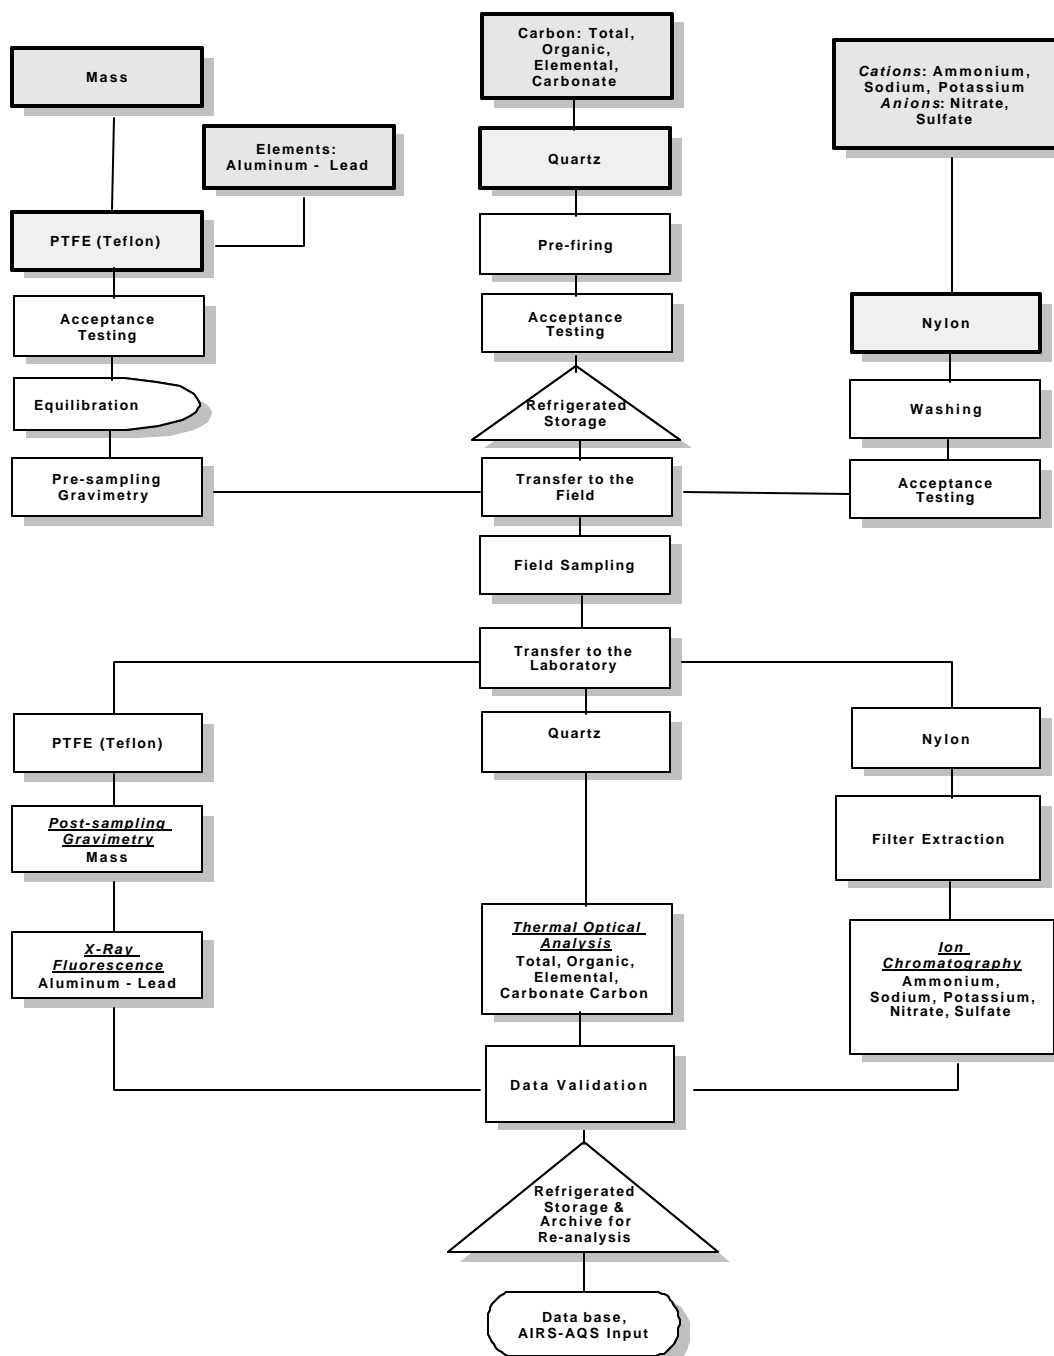 Mass
Elements:
Aluminum - Lead
PTFE (Teflon)
Acceptance
Testing
Equilibration
Pre-sampling
Gravimetry
Carbon: Total,
Organic,
Elemental,
Carbonate
Quartz
Pre-firing
Acceptance
Testing
Refrigerated
Storage
Cations: Ammonium,
Sodium, Potassium
Anions: Nitrate,
Sulfate
Nylon
Washing
Acceptance
Testing
Transfer to the
Field
Field Sampling
Transfer to the
Laboratory
PTFE (Teflon)
Post-sampling
Gravimetry
Mass
X-Ray
Fluorescence
Aluminum - Lead
Quartz
Thermal Optical
Analysis
Total, Organic,
Elemental,
Carbonate Carbon
Nylon
Filter Extraction
Ion
Chromatography
Ammonium,
Sodium, Potassium,
Nitrate, Sulfate
Data Validation
Refrigerated
Storage &
Archive for
Re-analysis
Data base,
AIRS-AQS Input